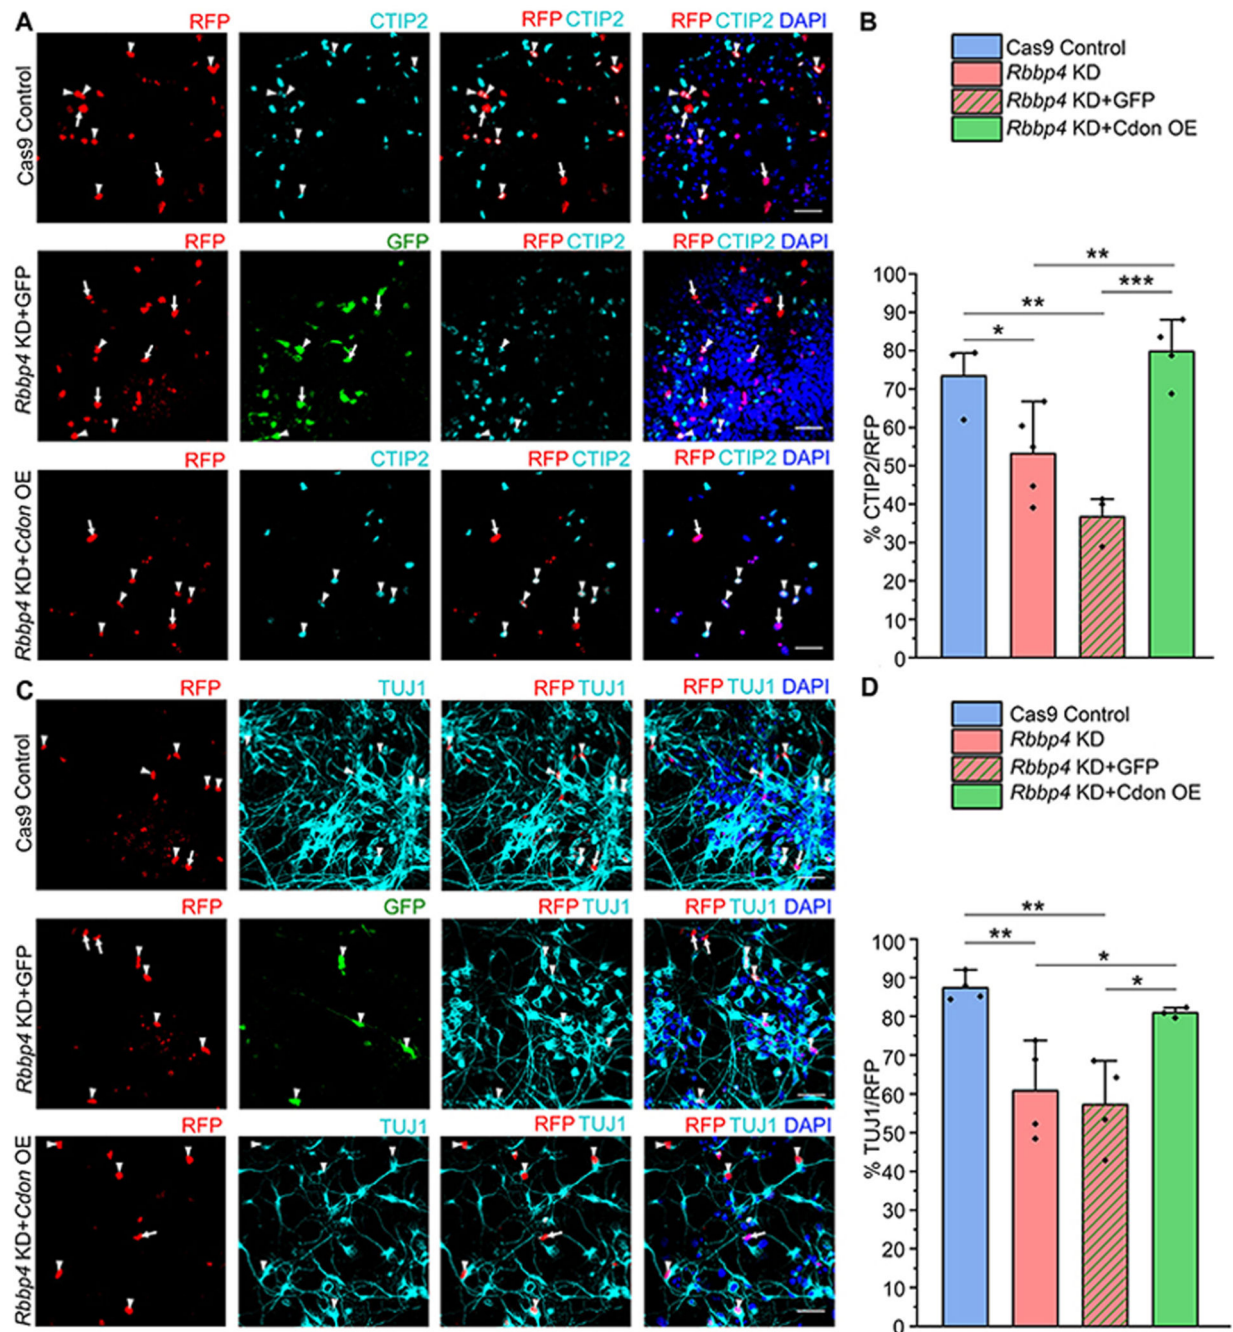 A
RFP CTIP2 RFP CTIP2 RFP CTIP2 DAPI
Cas9 Control
RFP GFP RFP CTIP2 RFP CTIP2 DAPI
Rbbp4 KD+GFP
RFP CTIP2 RFP CTIP2 RFP CTIP2 DAPI
Rbbp4 KD+Cdon OE
B
Cas9 Control
Rbbp4 KD
Rbbp4 KD+GFP
Rbbp4 KD+Cdon OE
% CTIP2/RFP
100
90
80
70
60
50
40
30
20
10
0
**
***
**
*
C
RFP TUJ1 RFP TUJ1 RFP TUJ1 DAPI
Cas9 Control
RFP GFP RFP TUJ1 RFP TUJ1 DAPI
Rbbp4 KD+GFP
RFP TUJ1 RFP TUJ1 RFP TUJ1 DAPI
Rbbp4 KD+Cdon OE
D
Cas9 Control
Rbbp4 KD
Rbbp4 KD+GFP
Rbbp4 KD+Cdon OE
% TUJ1/RFP
100
90
80
70
60
50
40
30
20
10
0
**
**
*
*